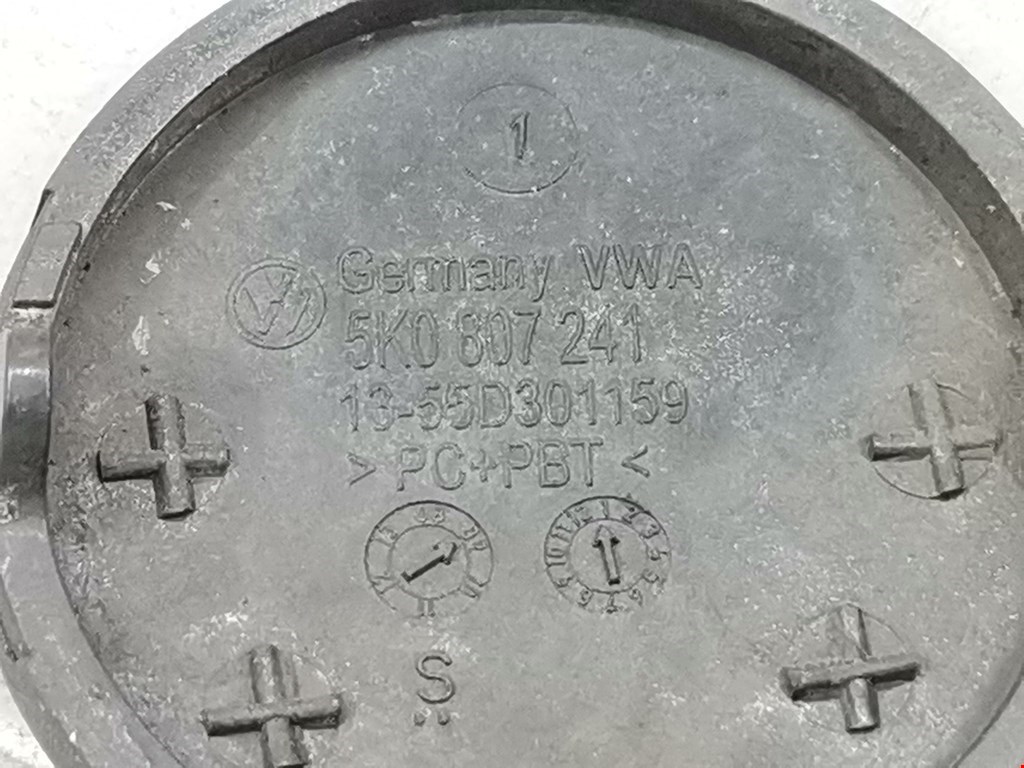 1
Germany VWA
5K0 807 241
13-55D301159
> PC+PBT <
S